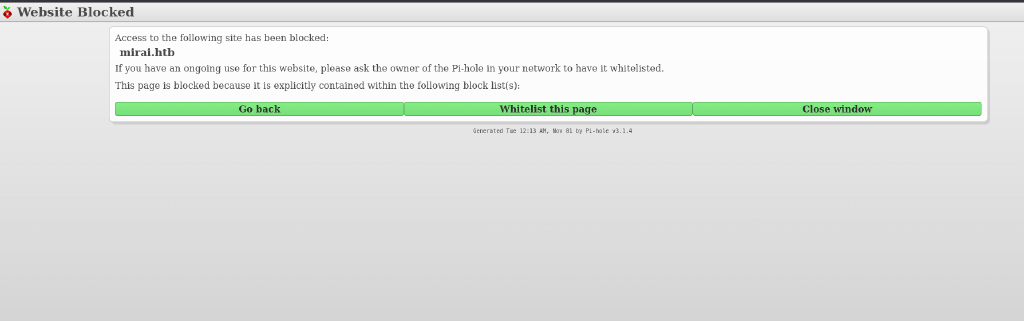 Website Blocked
Access to the following site has been blocked:
mirai.htb
If you have an ongoing use for this website, please ask the owner of the Pi-hole in your network to have it whitelisted.
This page is blocked because it is explicitly contained within the following block list(s):
Go back
Whitelist this page
Close window
Generated Tue 12:13 AM, Nov 01 by Pi-hole v3.1.4